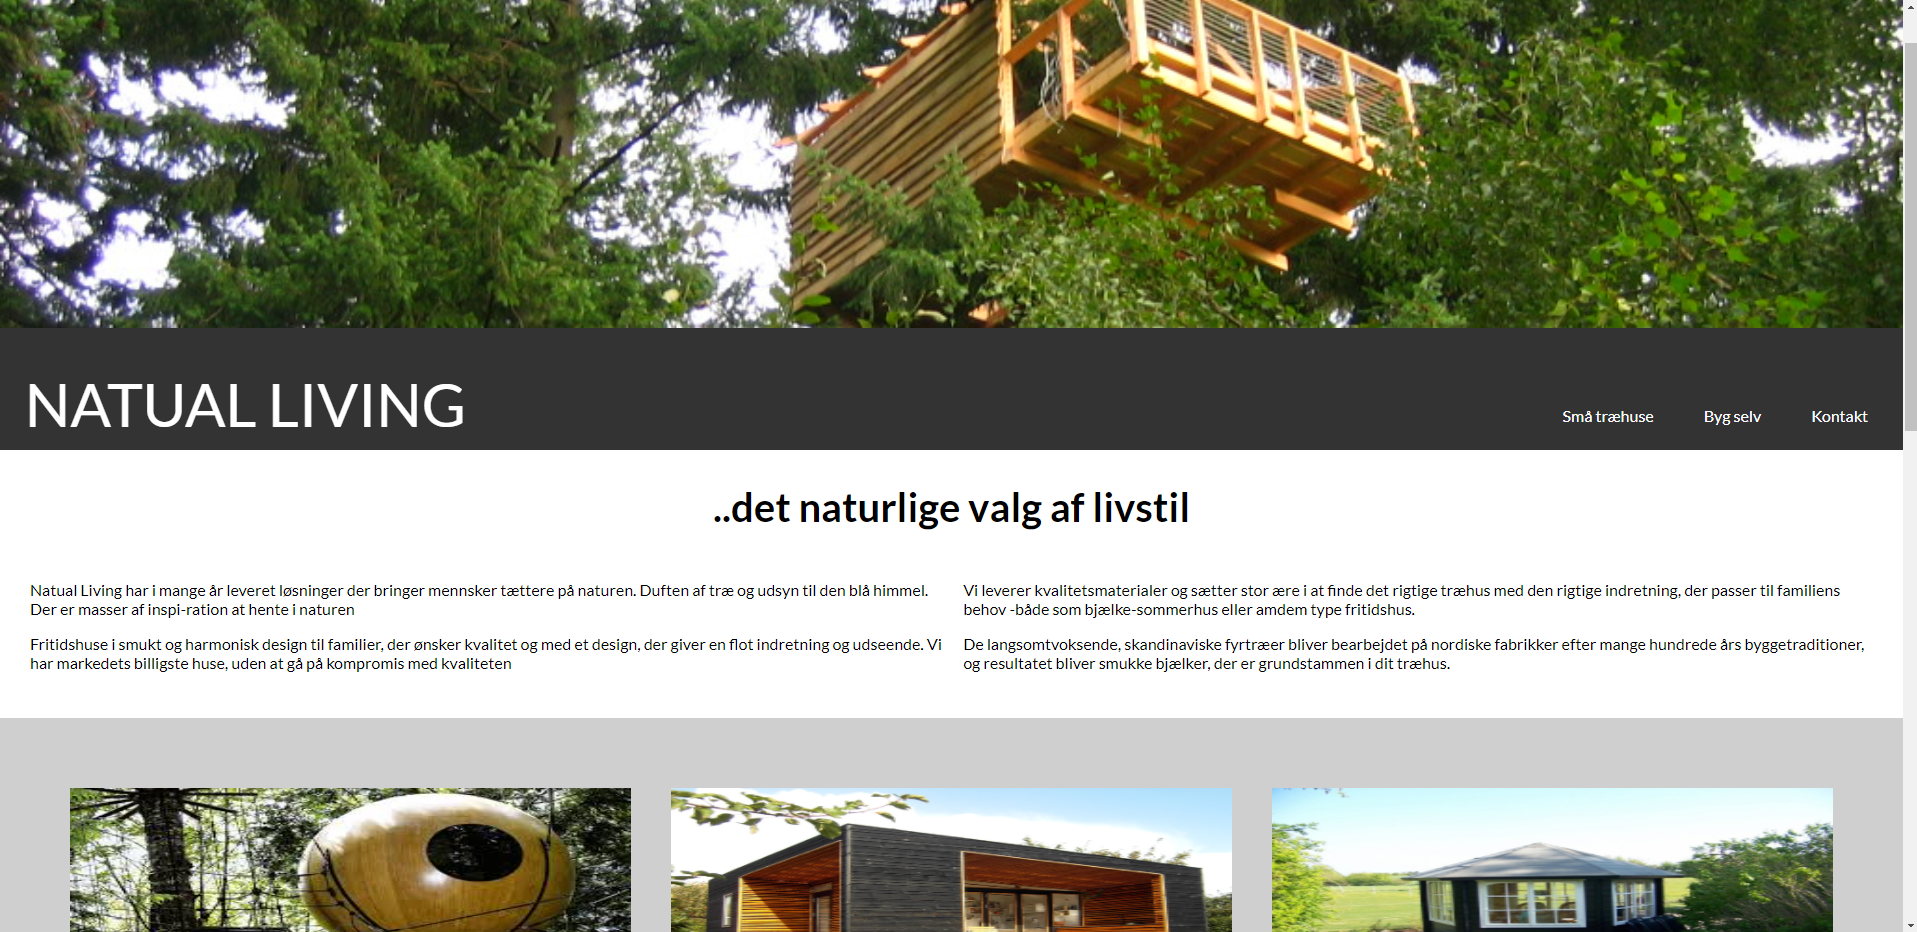 NATUAL LIVING
Små træhuse
Byg selv
Kontakt
..det naturlige valg af livstil
Natual Living har i mange år leveret løsninger der bringer mennsker tættere på naturen. Duften af træ og udsyn til den blå himmel.
Der er masser af inspi-ration at hente i naturen
Fritidshuse i smukt og harmonisk design til familier, der ønsker kvalitet og med et design, der giver en flot indretning og udseende. Vi
har markedets billigste huse, uden at gå på kompromis med kvaliteten
Vi leverer kvalitetsmaterialer og sætter stor ære i at finde det rigtige træhus med den rigtige indretning, der passer til familiens
behov -både som bjælke-sommerhus eller amdem type fritidshus.
De langsomtvoksende, skandinaviske fyrtræer bliver bearbejdet på nordiske fabrikker efter mange hundrede års byggetraditioner,
og resultatet bliver smukke bjælker, der er grundstammen i dit træhus.